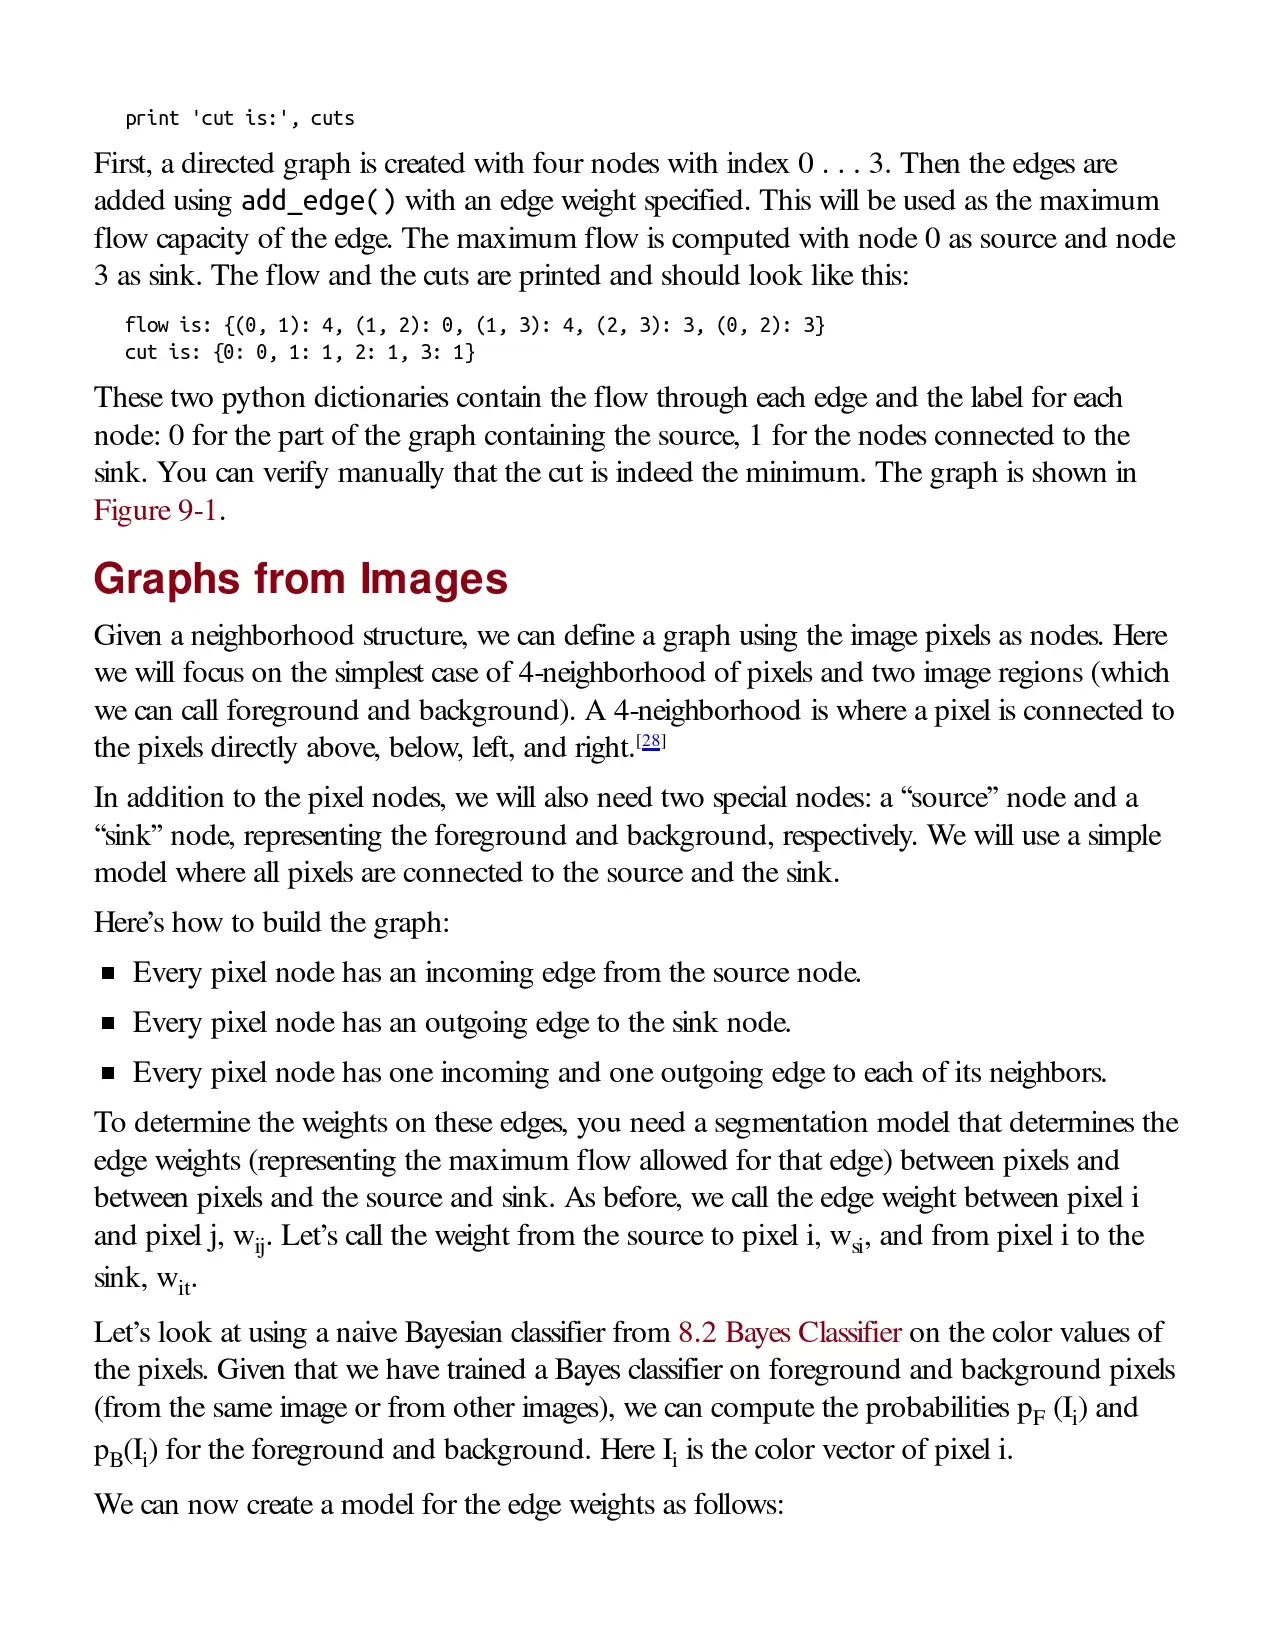 print 'cut is:', cuts
First, a directed graph is created with four nodes with index 0 . . . 3. Then the edges are
added using add_edge() with an edge weight specified. This will be used as the maximum
flow capacity of the edge. The maximum flow is computed with node 0 as source and node
3 as sink. The flow and the cuts are printed and should look like this:
flow is: {(0, 1): 4, (1, 2): 0, (1, 3): 4, (2, 3): 3, (0, 2): 3}
cut is: {0: 0, 1: 1, 2: 1, 3: 1}
These two python dictionaries contain the flow through each edge and the label for each
node: 0 for the part of the graph containing the source, 1 for the nodes connected to the
sink. You can verify manually that the cut is indeed the minimum. The graph is shown in
Figure 9-1.
Graphs from Images
Given a neighborhood structure, we can define a graph using the image pixels as nodes. Here
we will focus on the simplest case of 4-neighborhood of pixels and two image regions (which
we can call foreground and background). A 4-neighborhood is where a pixel is connected to
the pixels directly above, below, left, and right.[28]
In addition to the pixel nodes, we will also need two special nodes: a “source” node and a
“sink” node, representing the foreground and background, respectively. We will use a simple
model where all pixels are connected to the source and the sink.
Here’s how to build the graph:
■ Every pixel node has an incoming edge from the source node.
■ Every pixel node has an outgoing edge to the sink node.
■ Every pixel node has one incoming and one outgoing edge to each of its neighbors.
To determine the weights on these edges, you need a segmentation model that determines the
edge weights (representing the maximum flow allowed for that edge) between pixels and
between pixels and the source and sink. As before, we call the edge weight between pixel i
and pixel j, wij. Let’s call the weight from the source to pixel i, wsi, and from pixel i to the
sink, wit.
Let’s look at using a naive Bayesian classifier from 8.2 Bayes Classifier on the color values of
the pixels. Given that we have trained a Bayes classifier on foreground and background pixels
(from the same image or from other images), we can compute the probabilities pF (Ii) and
pB(Ii) for the foreground and background. Here Ii is the color vector of pixel i.
We can now create a model for the edge weights as follows: